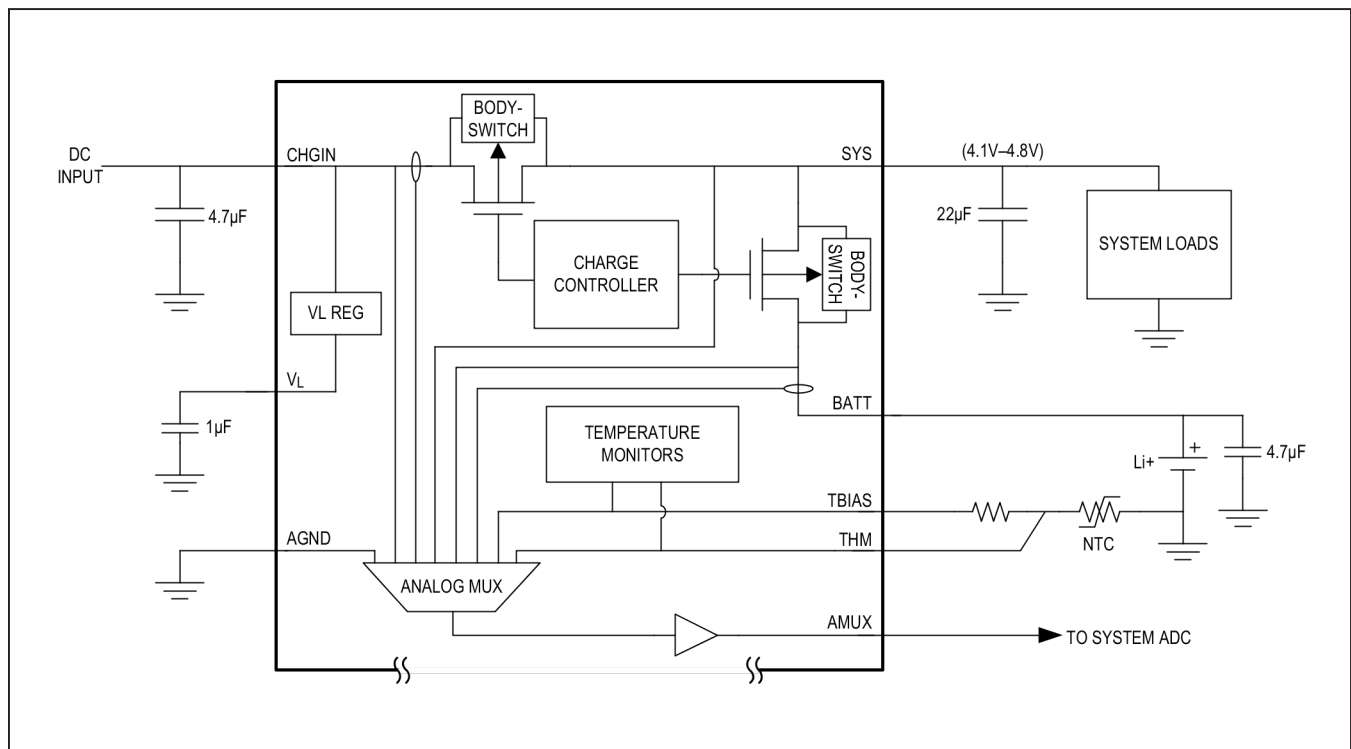 BODY-
SWITCH
DC
INPUT
CHGIN
SYS
(4.1V–4.8V)
4.7µF
CHARGE
CONTROLLER
BODY-
SWITCH
22µF
SYSTEM LOADS
VL REG
VL
BATT
1µF
TEMPERATURE
MONITORS
Li+
+
4.7µF
TBIAS
AGND
THM
NTC
ANALOG MUX
AMUX
TO SYSTEM ADC